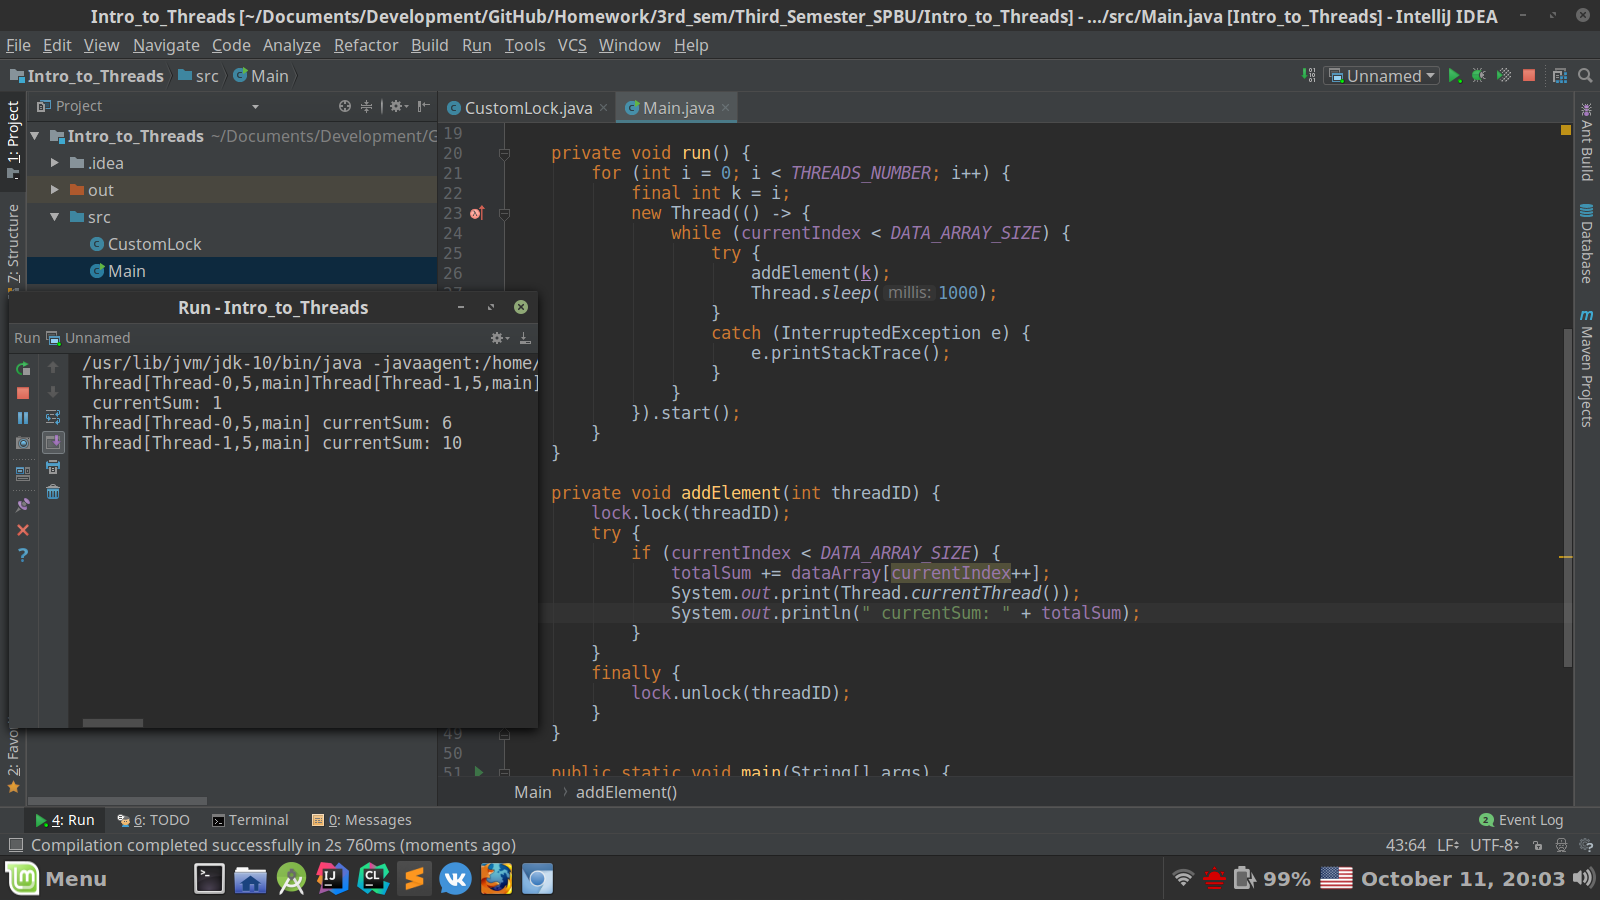 Intro_to_Threads [~/Documents/Development/GitHub/Homework/3rd_sem/Third_Semester_SPBU/Intro_to_Threads] - .../src/Main.java [Intro_to_Threads] - IntelliJ IDEA
File Edit View Navigate Code Analyze Refactor Build Run Tools VCS Window Help
Intro_to_Threads src Main
Unnamed
1: Project
7: Structure
2: Favo
Project
Intro_to_Threads ~/Documents/Development/G
.idea
out
src
CustomLock
Main
CustomLock.java Main.java
19
20 private void run() {
21 for (int i = 0; i < THREADS_NUMBER; i++) {
22 final int k = i;
23 new Thread(() -> {
24 while (currentIndex < DATA_ARRAY_SIZE) {
25 try {
26 addElement(k);
Thread.sleep( millis: 1000);
}
catch (InterruptedException e) {
e.printStackTrace();
}
}
}).start();
}
}
private void addElement(int threadID) {
lock.lock(threadID);
try {
if (currentIndex < DATA_ARRAY_SIZE) {
totalSum += dataArray[currentIndex++];
System.out.print(Thread.currentThread());
System.out.println(" currentSum: " + totalSum);
}
}
finally {
lock.unlock(threadID);
}
49 }
50
51 public static void main(String[] args) {
Main addElement()
Run - Intro_to_Threads
Run Unnamed
/usr/lib/jvm/jdk-10/bin/java -javaagent:/home/
Thread[Thread-0,5,main]Thread[Thread-1,5,main]
currentSum: 1
Thread[Thread-0,5,main] currentSum: 6
Thread[Thread-1,5,main] currentSum: 10
Ant Build
Database
Maven Projects
4: Run 6: TODO Terminal 0: Messages 2 Event Log
Compilation completed successfully in 2s 760ms (moments ago) 43:64 LF UTF-8
Menu 99% October 11, 20:03